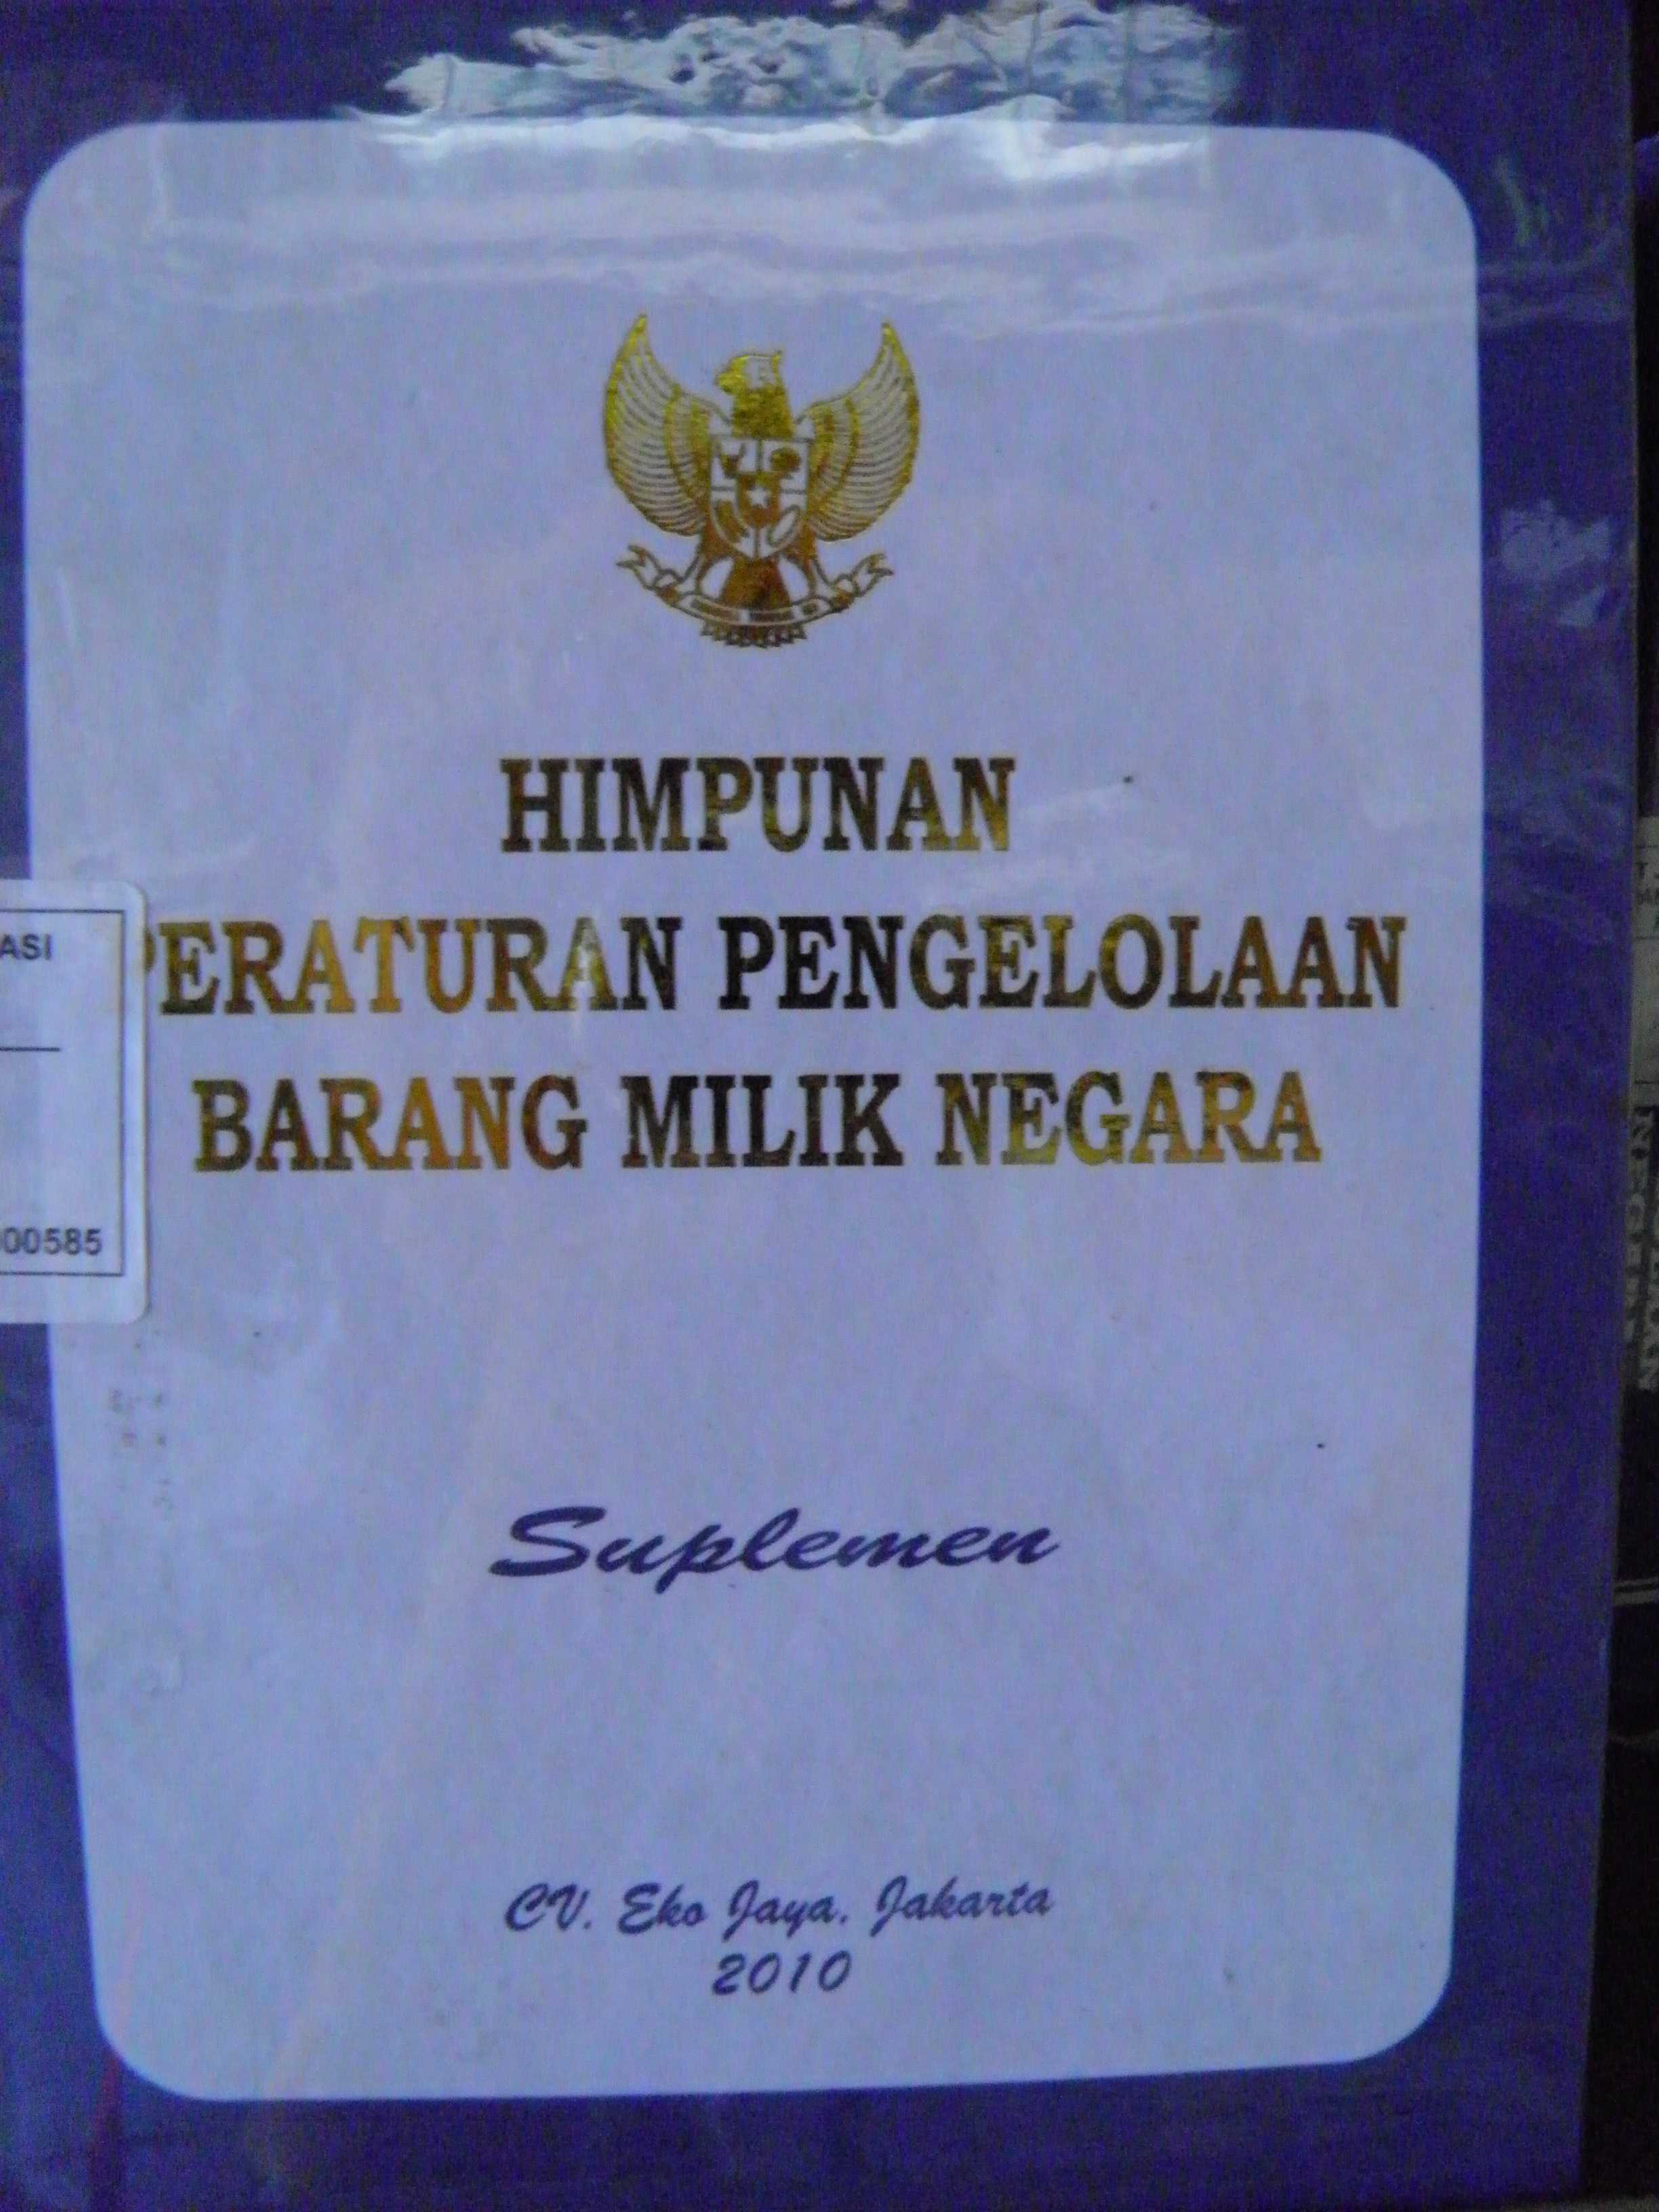 HIMPUNAN
PERATURAN PENGELOLAAN
BARANG MILIK NEGARA
ASI
00585
Suplemen
CV. Eko Jaya, Jakarta
2010